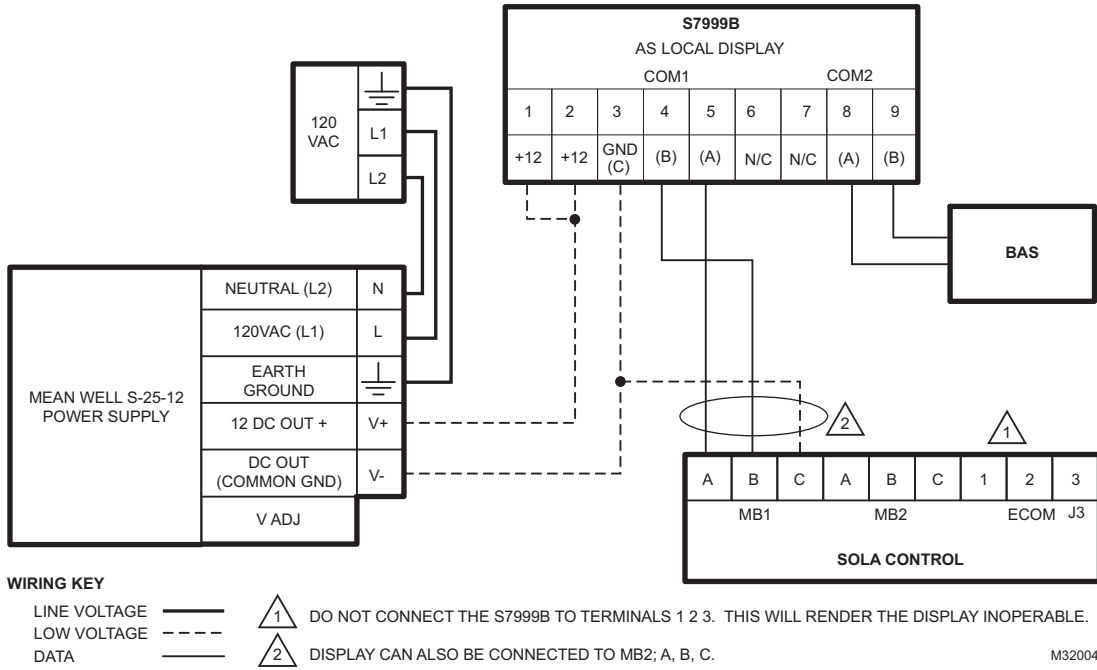 S7999B
AS LOCAL DISPLAY
COM1 COM2
1 2 3 4 5 6 7 8 9
+12 +12 GND (C) (B) (A) N/C N/C (A) (B)
120 VAC
L1
L2
BAS
MEAN WELL S-25-12 POWER SUPPLY
NEUTRAL (L2) N
120VAC (L1) L
EARTH GROUND
12 DC OUT + V+
DC OUT (COMMON GND) V-
V ADJ
2
1
A B C A B C 1 2 3
MB1 MB2 ECOM J3
SOLA CONTROL
WIRING KEY
LINE VOLTAGE
LOW VOLTAGE
DATA
1 DO NOT CONNECT THE S7999B TO TERMINALS 1 2 3. THIS WILL RENDER THE DISPLAY INOPERABLE.
2 DISPLAY CAN ALSO BE CONNECTED TO MB2; A, B, C.
M32004